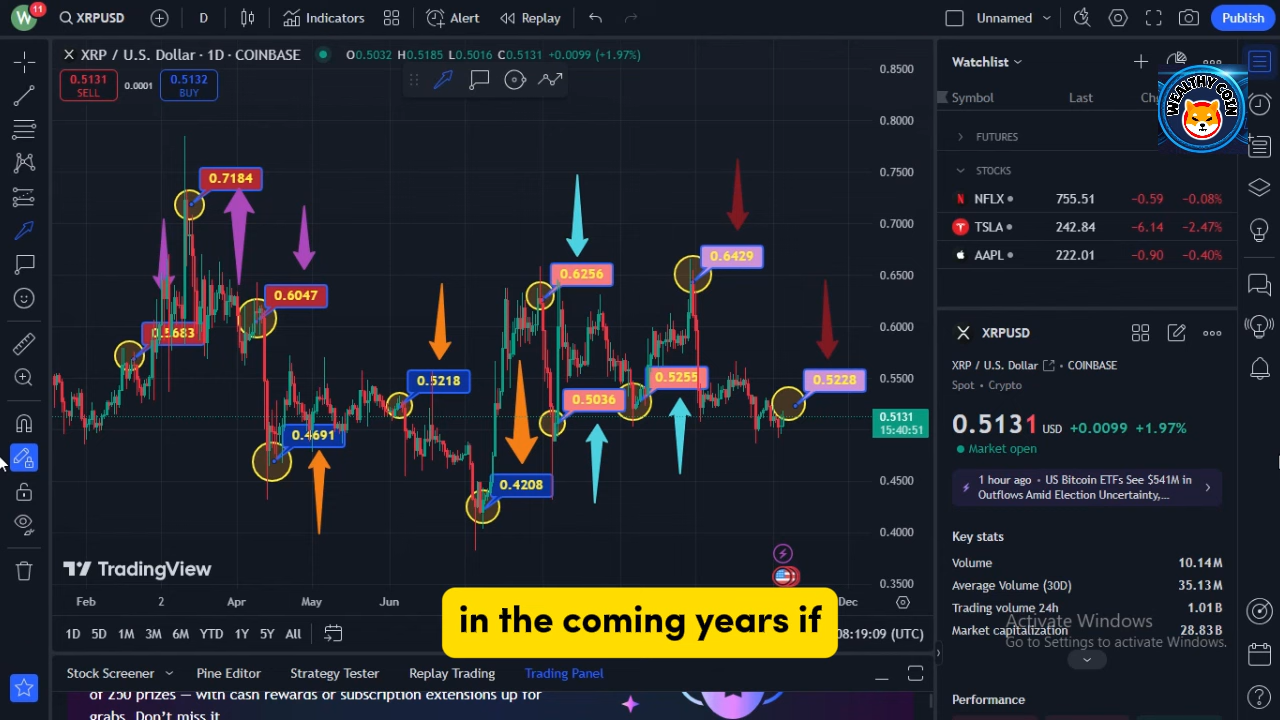 W 11 XRPUSD D Indicators Alert Replay Unnamed Publish
XRP / U.S. Dollar · 1D · COINBASE O0.5032 H0.5185 L0.5016 C0.5131 +0.0099 (+1.97%)
0.5131 SELL 0.0001 0.5132 BUY
0.7184
0.6047
0.5683
0.4691
0.5218
0.4208
0.6256
0.5036
0.5255
0.6429
0.5228
0.8500
0.8000
0.7500
0.7000
0.6500
0.6000
0.5500
0.5131
15:40:51
0.4500
0.4000
0.3500
TradingView
Feb 2 Apr May Jun Dec
in the coming years if
1D 5D 1M 3M 6M YTD 1Y 5Y All 08:19:09 (UTC)
Stock Screener Pine Editor Strategy Tester Replay Trading Trading Panel
of 250 prizes — with cash rewards or subscription extensions up for
grabs. Don't miss it
Watchlist
WEALTHY COIN
Symbol Last
FUTURES
STOCKS
NFLX 755.51 −0.59 −0.08%
TSLA 242.84 −6.14 −2.47%
AAPL 222.01 −0.90 −0.40%
XRPUSD
XRP / U.S. Dollar COINBASE
Spot Crypto
0.5131 USD +0.0099 +1.97%
Market open
1 hour ago • US Bitcoin ETFs See $541M in
Outflows Amid Election Uncertainty,...
Key stats
Volume 10.14M
Average Volume (30D) 35.13M
Trading volume 24h 1.01B
Market capitalization 28.83B
Activate Windows
Go to Settings to activate Windows.
Performance